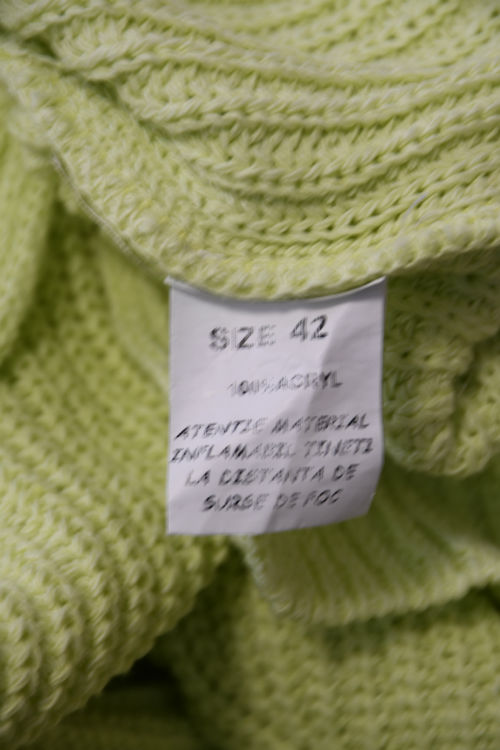 SIZE 42
100% ACRYL
ATENTIE MATERIAL
INFLAMABIL TINETI
LA DISTANTA DE
SURSE DE FOC